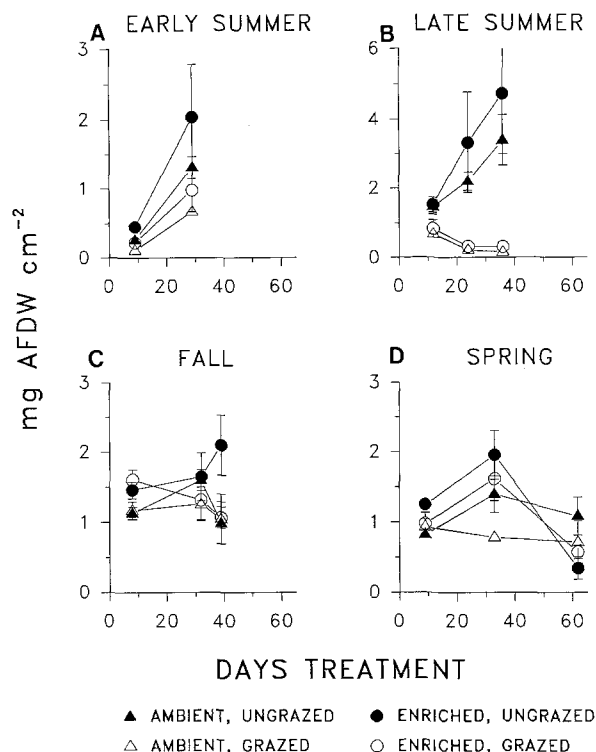 A EARLY SUMMER
B LATE SUMMER
3
2
1
0
6
4
2
0
0 20 40 60
0 20 40 60
C FALL
D SPRING
3
2
1
0
3
2
1
0
0 20 40 60
0 20 40 60
mg AFDW cm⁻²
DAYS TREATMENT
▲ AMBIENT, UNGRAZED
● ENRICHED, UNGRAZED
△ AMBIENT, GRAZED
○ ENRICHED, GRAZED